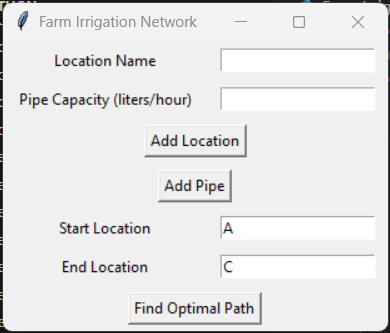 Farm Irrigation Network
Location Name
Pipe Capacity (liters/hour)
Add Location
Add Pipe
Start Location A
End Location C
Find Optimal Path